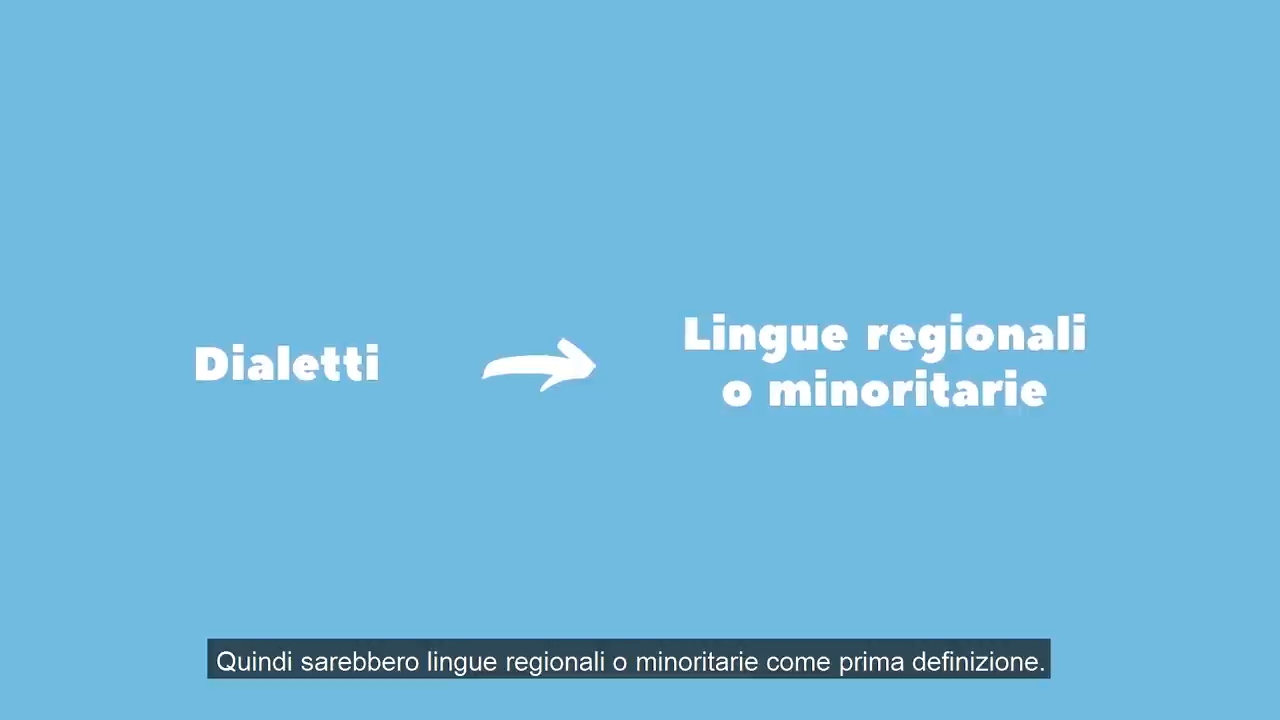 Dialetti
Lingue regionali
o minoritarie
Quindi sarebbero lingue regionali o minoritarie come prima definizione.